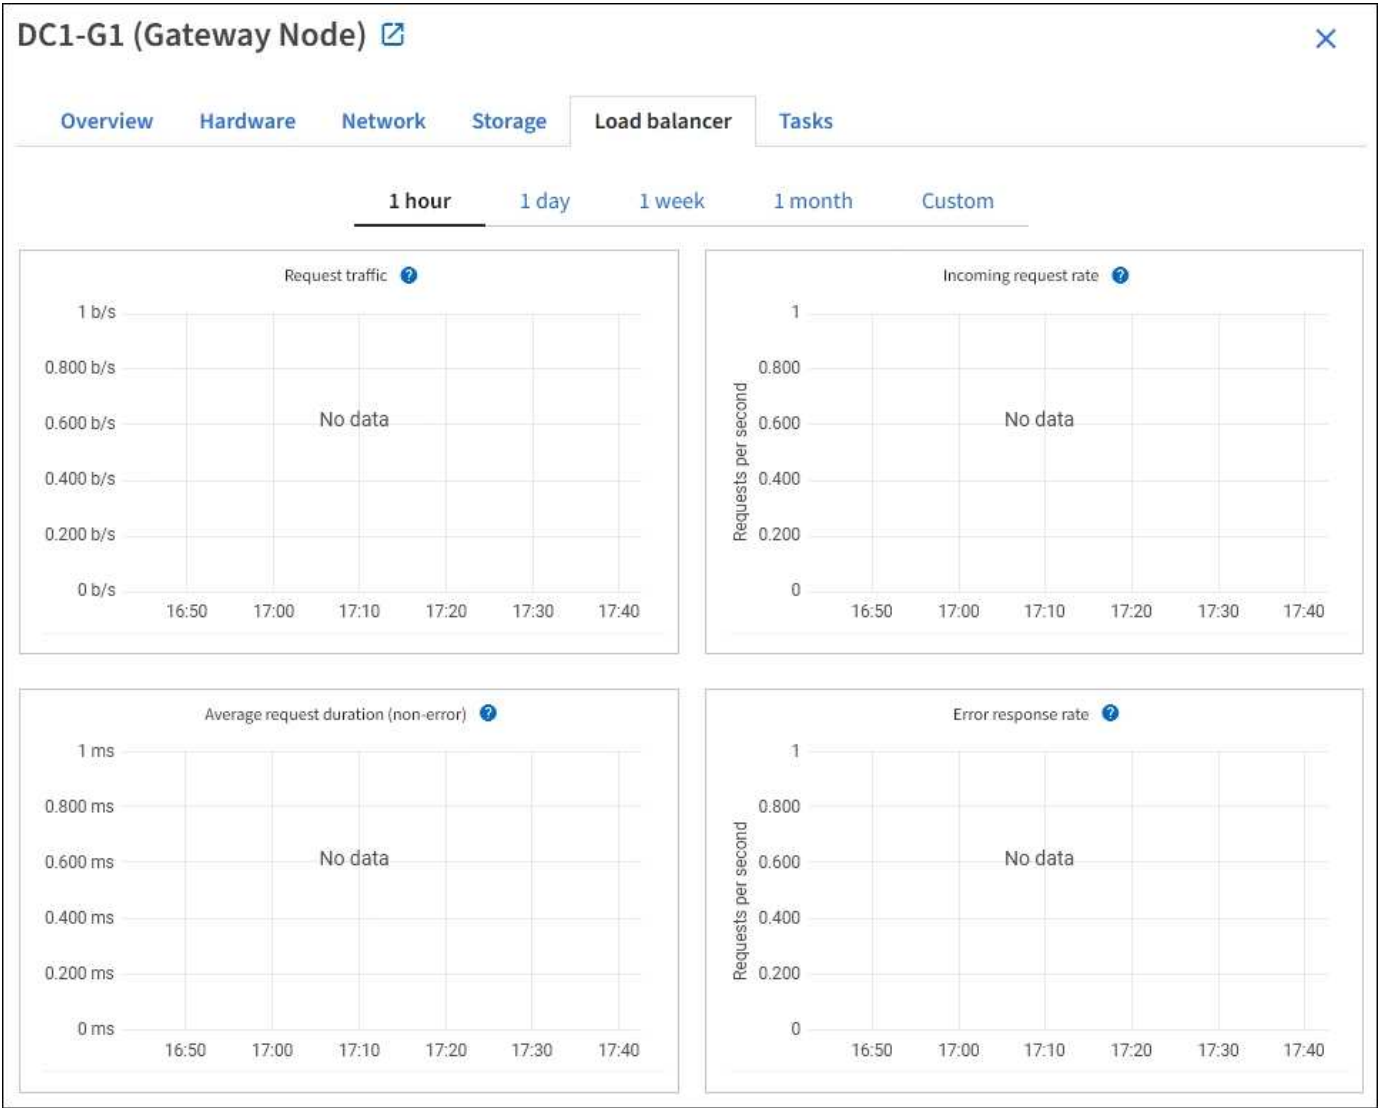 DC1-G1 (Gateway Node)
Overview Hardware Network Storage Load balancer Tasks
1 hour 1 day 1 week 1 month Custom
Request traffic
1 b/s
0.800 b/s
0.600 b/s
0.400 b/s
0.200 b/s
0 b/s
No data
16:50 17:00 17:10 17:20 17:30 17:40
Incoming request rate
Requests per second
1
0.800
0.600
0.400
0.200
0
No data
16:50 17:00 17:10 17:20 17:30 17:40
Average request duration (non-error)
1 ms
0.800 ms
0.600 ms
0.400 ms
0.200 ms
0 ms
No data
16:50 17:00 17:10 17:20 17:30 17:40
Error response rate
Requests per second
1
0.800
0.600
0.400
0.200
0
No data
16:50 17:00 17:10 17:20 17:30 17:40